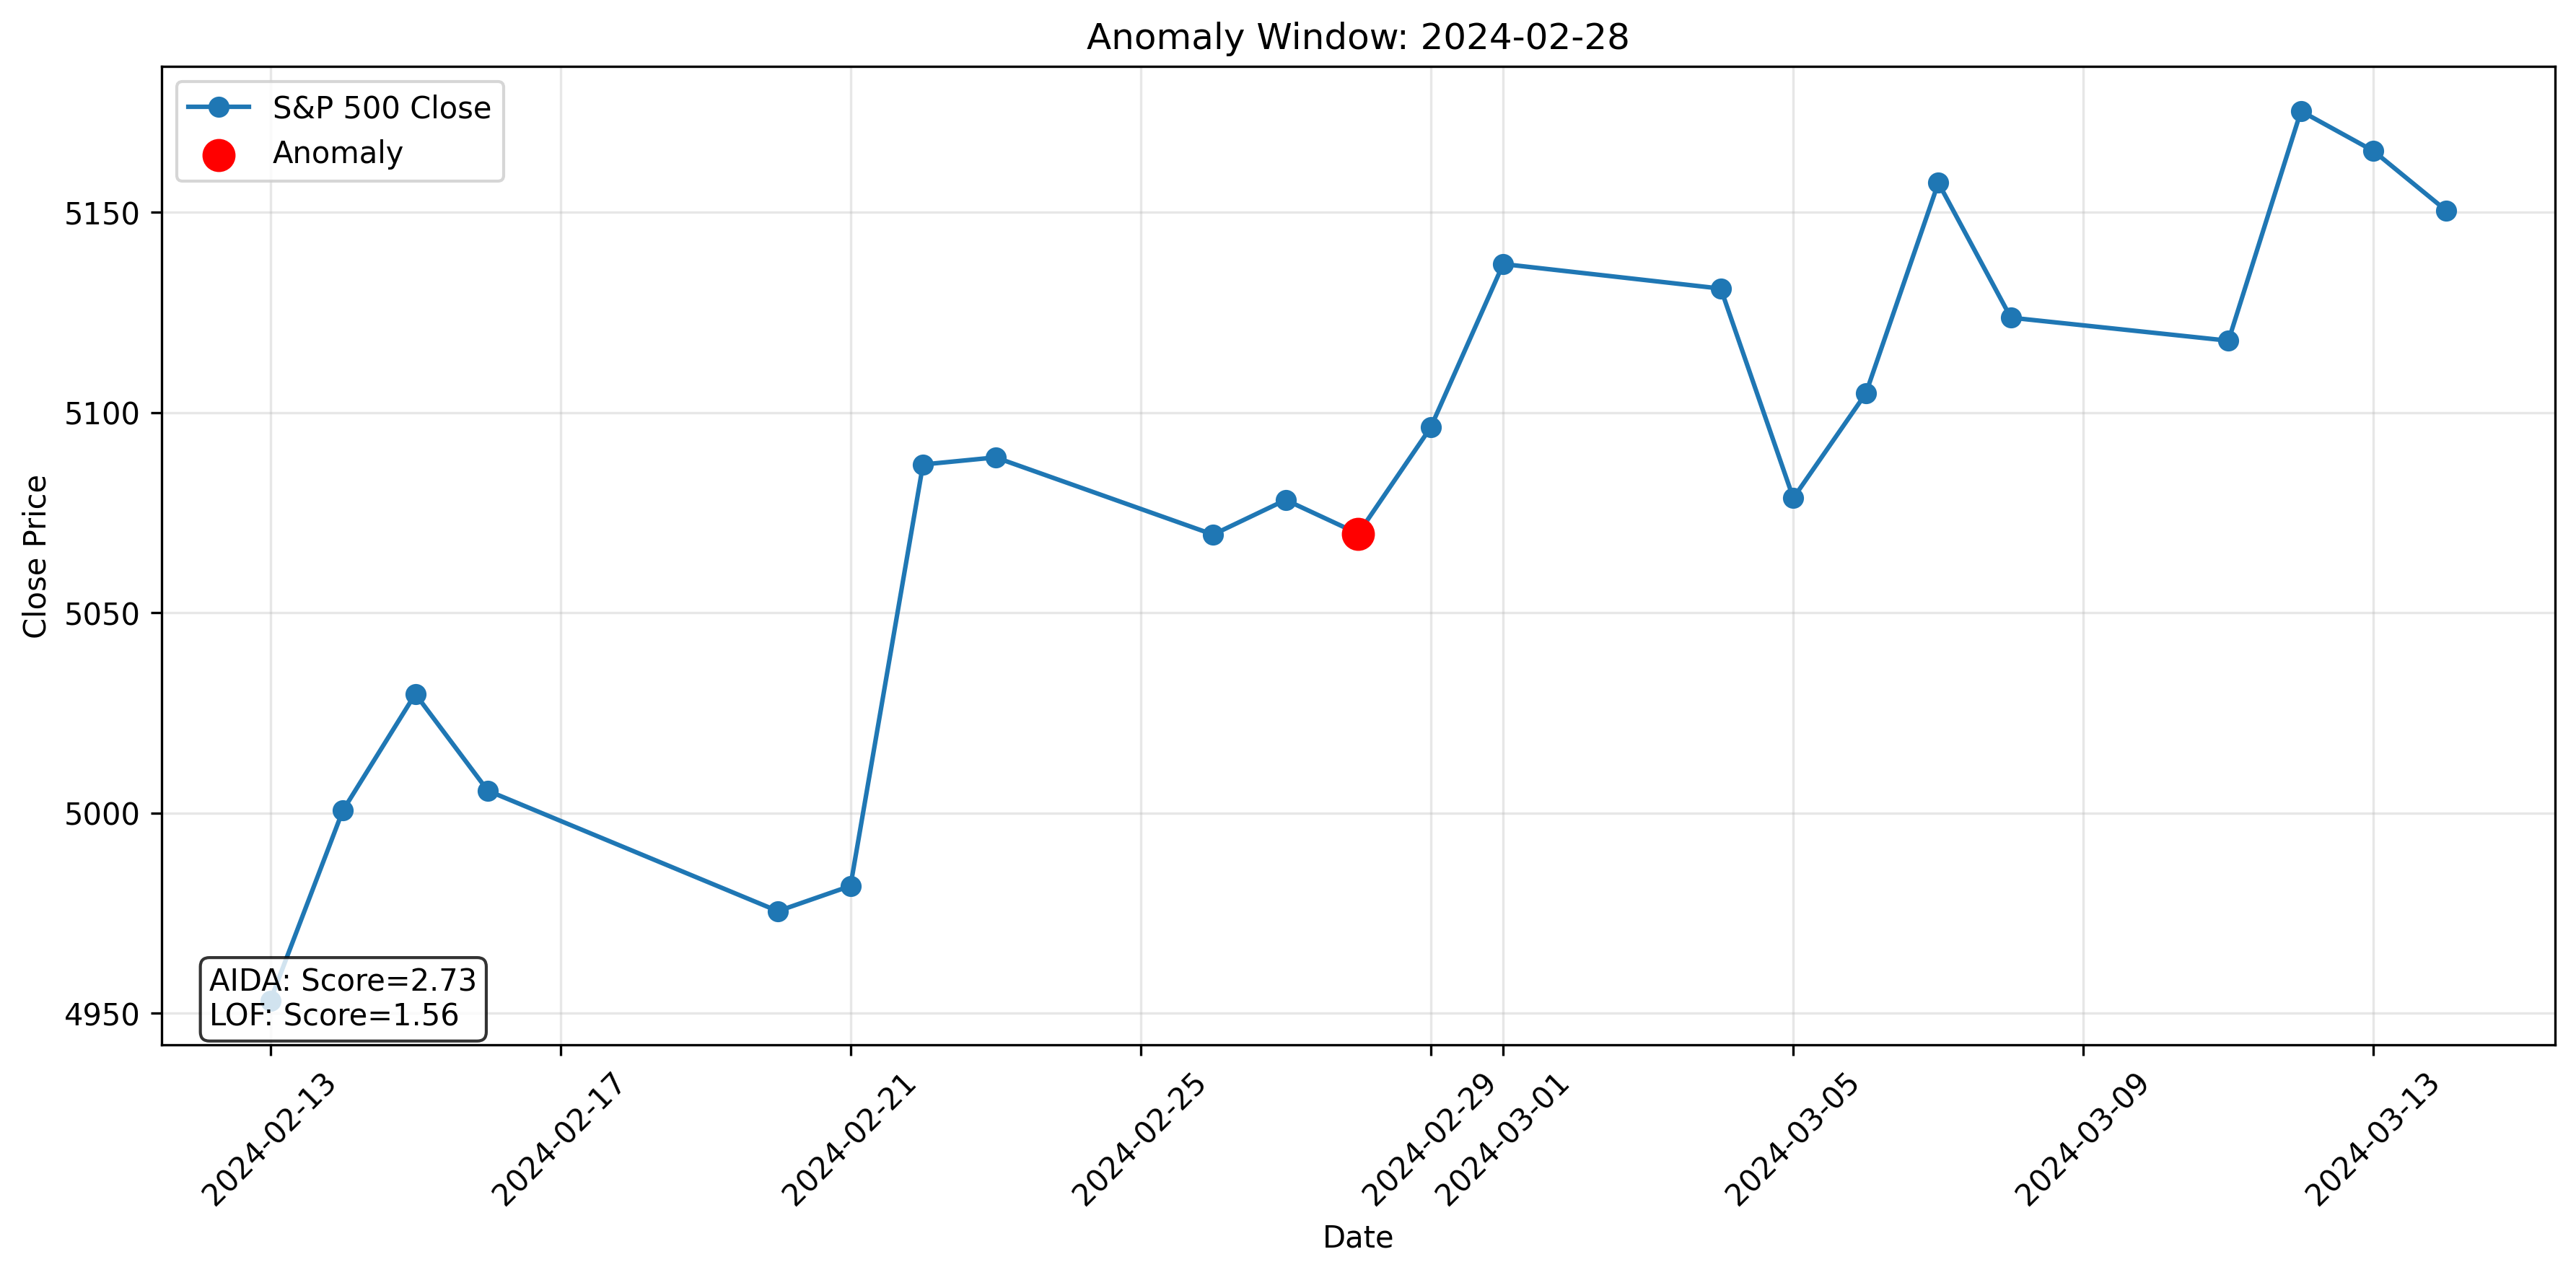 Anomaly Window: 2024-02-28
S&P 500 Close
Anomaly
Close Price
5150
5100
5050
5000
4950
AIDA: Score=2.73
LOF: Score=1.56
2024-02-13
2024-02-17
2024-02-21
2024-02-25
2024-02-29
2024-03-01
2024-03-05
2024-03-09
2024-03-13
Date